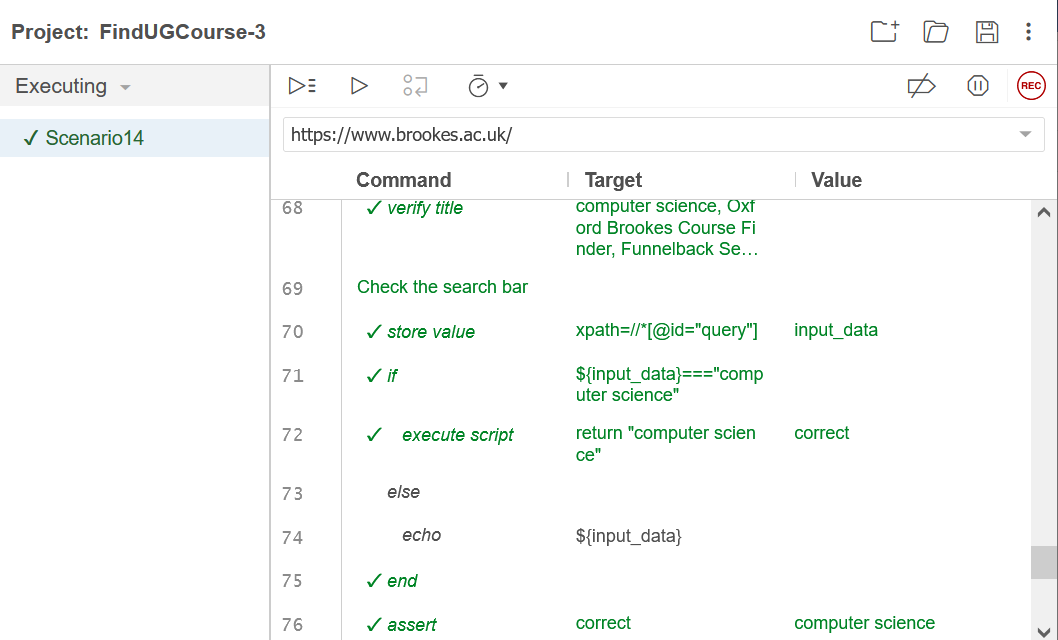 Project: FindUGCourse-3
Executing
✓ Scenario14
REC
https://www.brookes.ac.uk/
Command Target Value
68 ✓ verify title computer science, Oxf
ord Brookes Course Fi
nder, Funnelback Se…
69 Check the search bar
70 ✓ store value xpath=//*[@id="query"] input_data
71 ✓ if ${input_data}==="comp
uter science"
72 ✓ execute script return "computer scien correct
ce"
73 else
74 echo ${input_data}
75 ✓ end
76 ✓ assert correct computer science